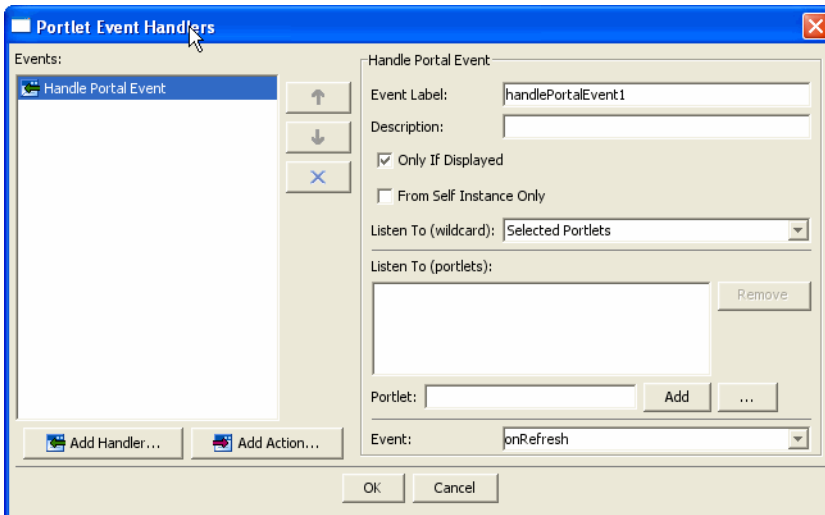 Portlet Event Handlers
Events:
Handle Portal Event
Handle Portal Event
Event Label: handlePortalEvent1
Description:
Only If Displayed
From Self Instance Only
Listen To (wildcard): Selected Portlets
Listen To (portlets):
Remove
Portlet: Add ...
Event: onRefresh
Add Handler... Add Action...
OK Cancel